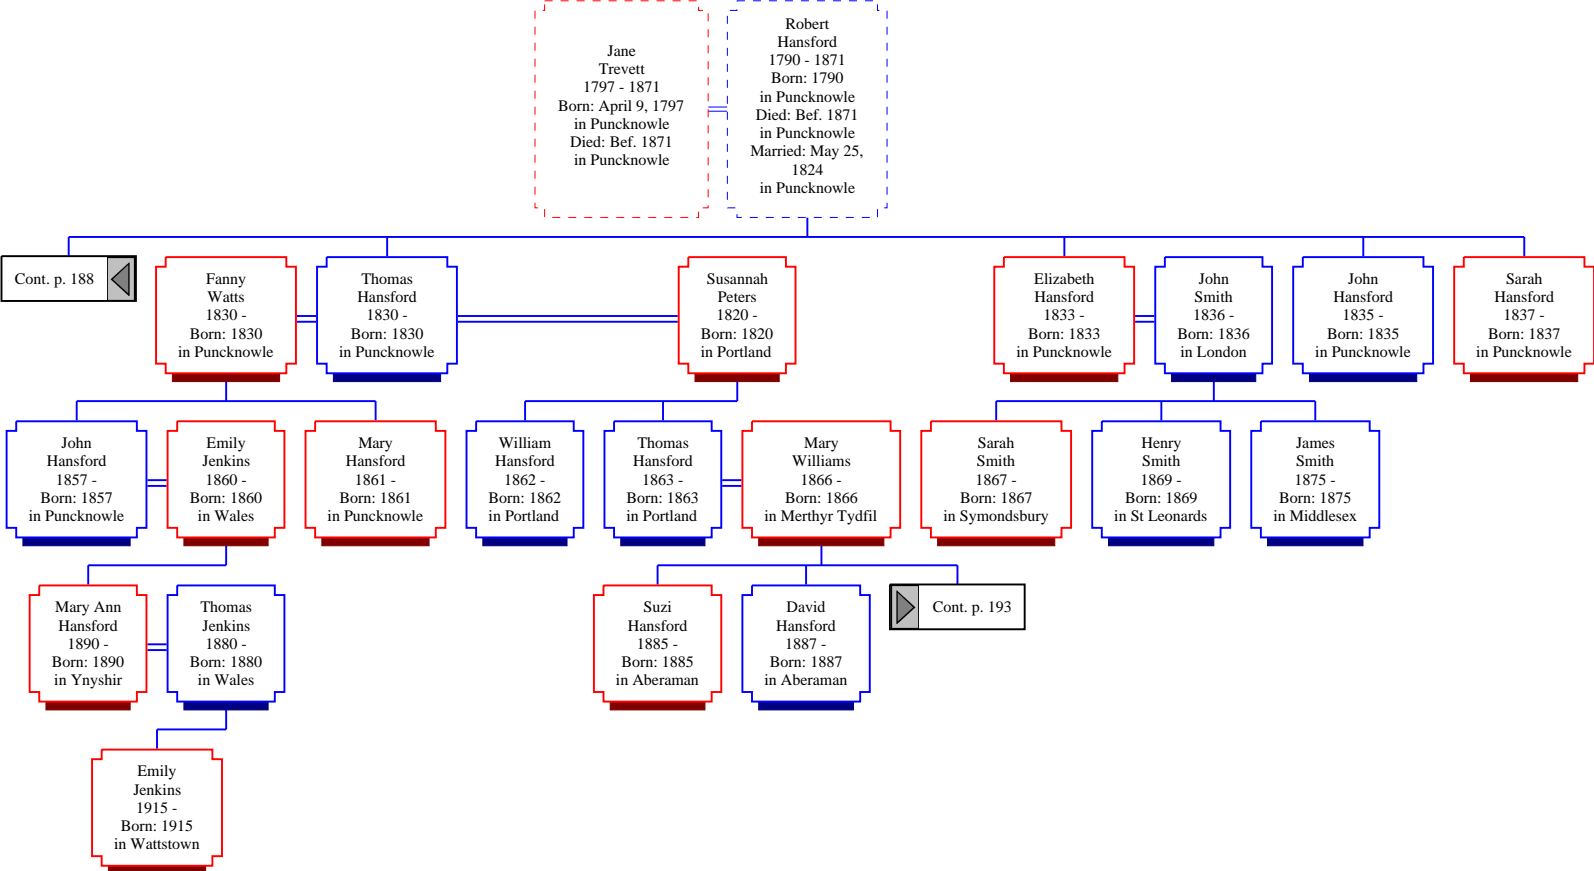 Jane
Trevett
1797 - 1871
Born: April 9, 1797
in Puncknowle
Died: Bef. 1871
in Puncknowle
Robert
Hansford
1790 - 1871
Born: 1790
in Puncknowle
Died: Bef. 1871
in Puncknowle
Married: May 25,
1824
in Puncknowle
Cont. p. 188
Fanny
Watts
1830 -
Born: 1830
in Puncknowle
Thomas
Hansford
1830 -
Born: 1830
in Puncknowle
Susannah
Peters
1820 -
Born: 1820
in Portland
Elizabeth
Hansford
1833 -
Born: 1833
in Puncknowle
John
Smith
1836 -
Born: 1836
in London
John
Hansford
1835 -
Born: 1835
in Puncknowle
Sarah
Hansford
1837 -
Born: 1837
in Puncknowle
John
Hansford
1857 -
Born: 1857
in Puncknowle
Emily
Jenkins
1860 -
Born: 1860
in Wales
Mary
Hansford
1861 -
Born: 1861
in Puncknowle
William
Hansford
1862 -
Born: 1862
in Portland
Thomas
Hansford
1863 -
Born: 1863
in Portland
Mary
Williams
1866 -
Born: 1866
in Merthyr Tydfil
Sarah
Smith
1867 -
Born: 1867
in Symondsbury
Henry
Smith
1869 -
Born: 1869
in St Leonards
James
Smith
1875 -
Born: 1875
in Middlesex
Mary Ann
Hansford
1890 -
Born: 1890
in Ynyshir
Thomas
Jenkins
1880 -
Born: 1880
in Wales
Suzi
Hansford
1885 -
Born: 1885
in Aberaman
David
Hansford
1887 -
Born: 1887
in Aberaman
Cont. p. 193
Emily
Jenkins
1915 -
Born: 1915
in Wattstown